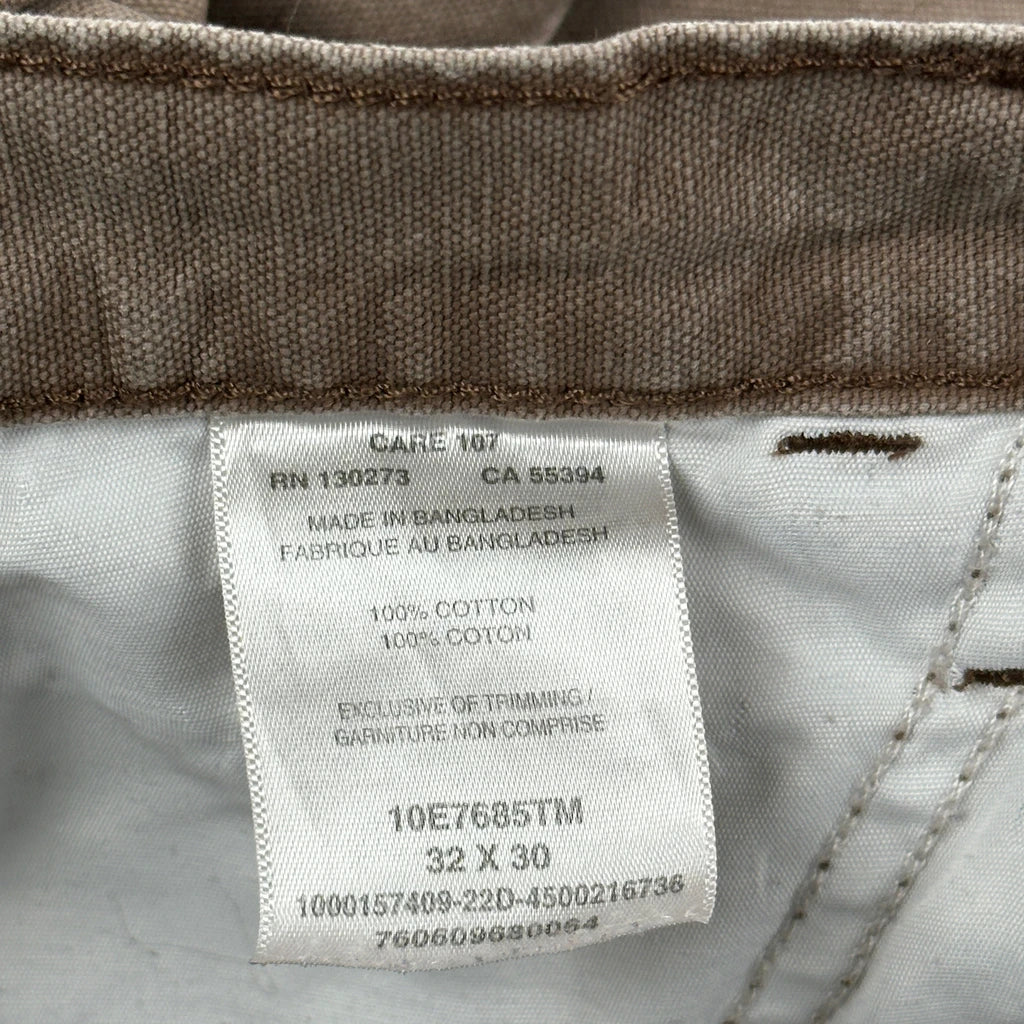 CARE 107
RN 130273 CA 55394
MADE IN BANGLADESH
FABRIQUE AU BANGLADESH
100% COTTON
100% COTON
EXCLUSIVE OF TRIMMING /
GARNITURE NON COMPRISE
10E7685TM
32 X 30
1000157409-22D-4500216736
760609680064